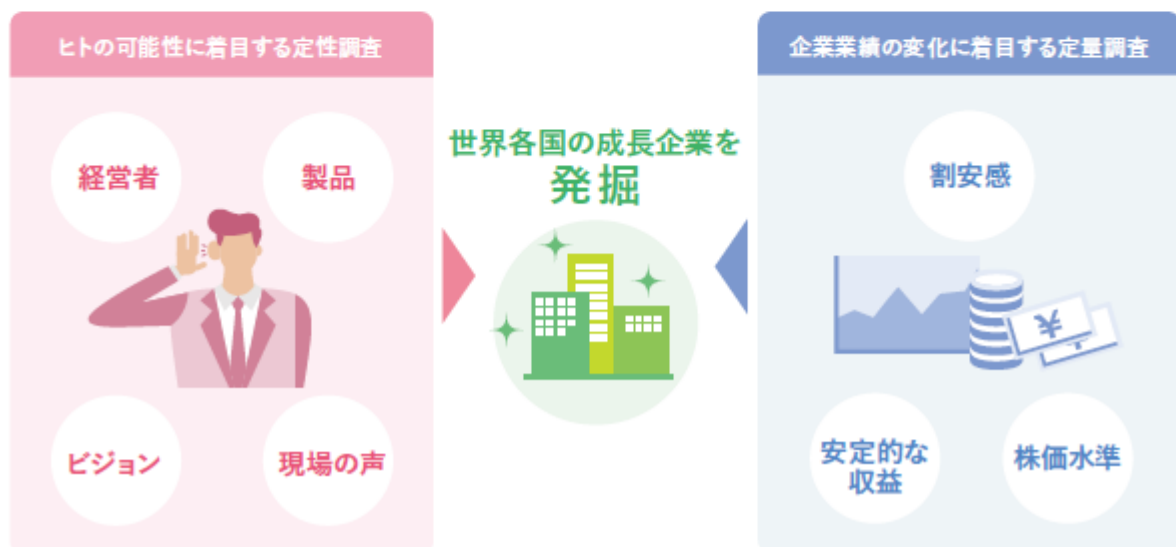 ヒトの可能性に着目する定性調査
経営者
製品
ビジョン
現場の声
世界各国の成長企業を
発掘
企業業績の変化に着目する定量調査
割安感
¥
安定的な
収益
株価水準